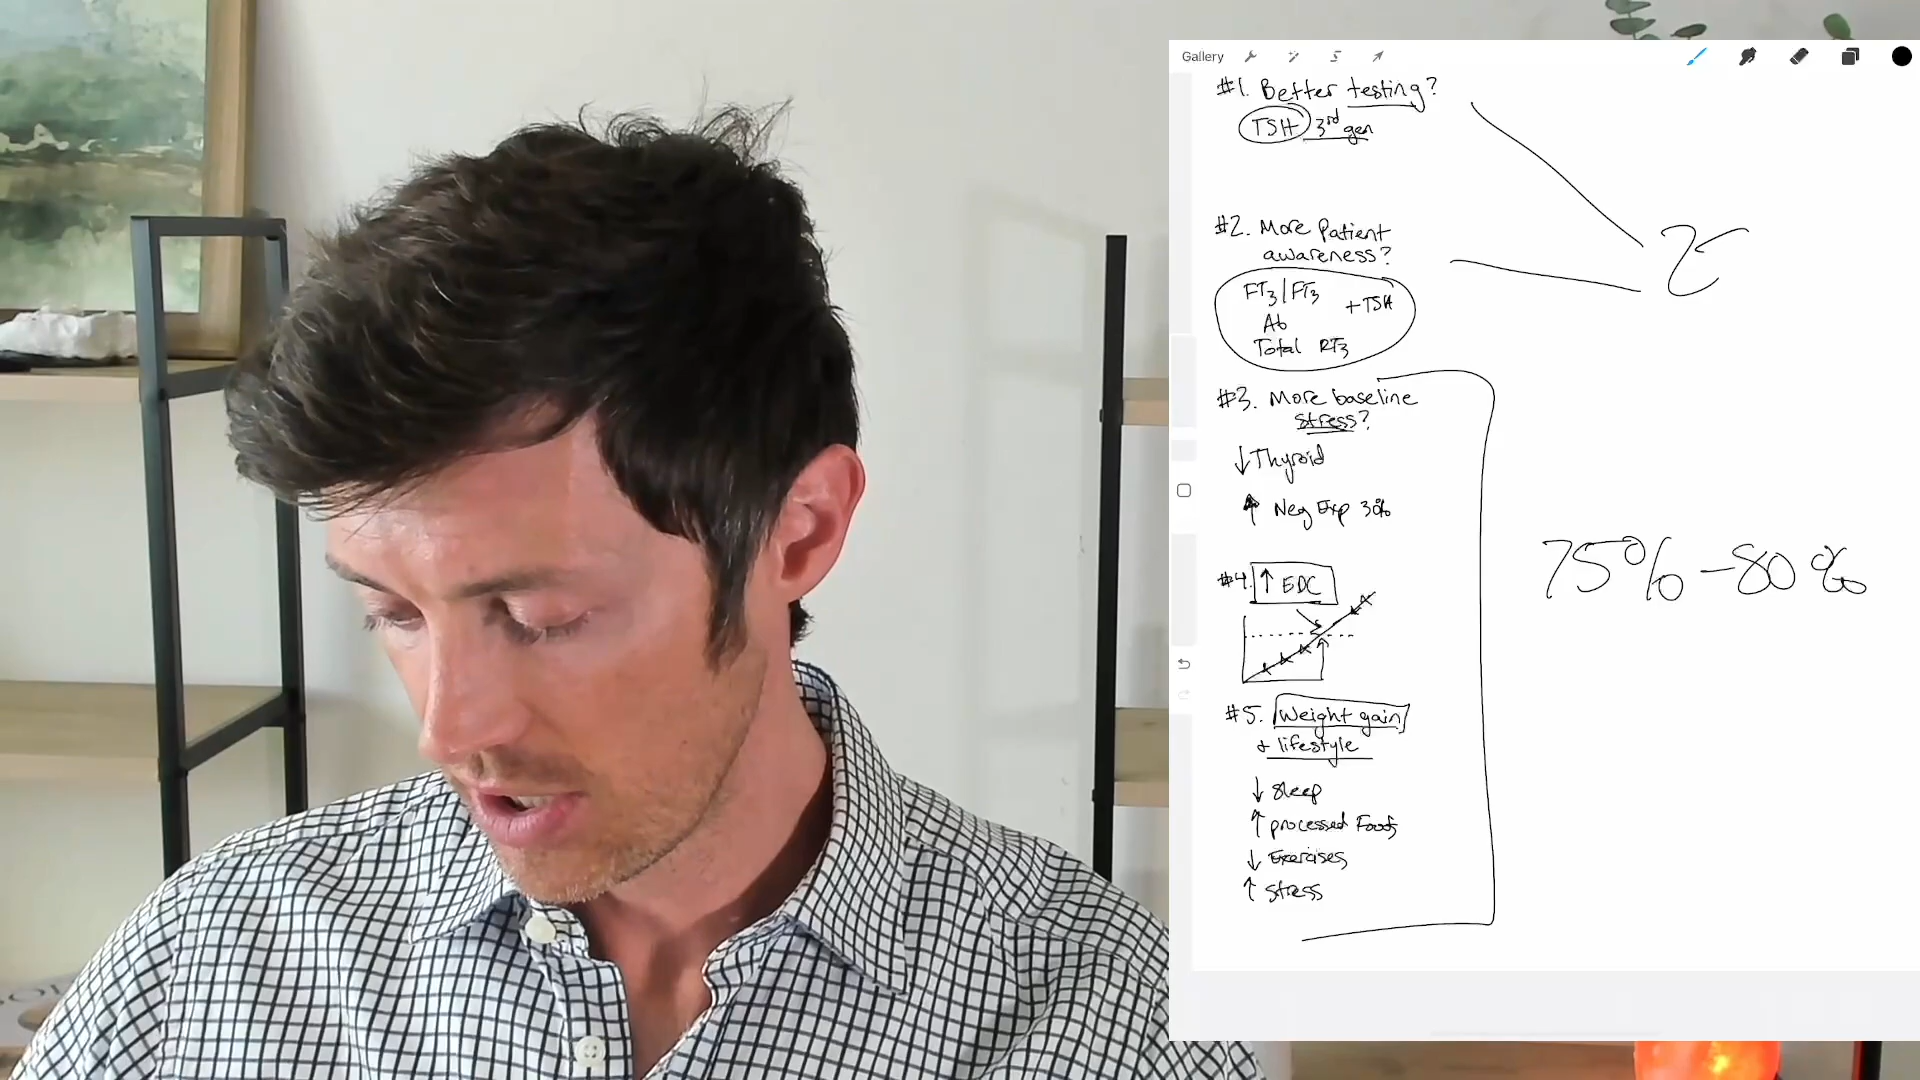 Gallery
#1. Better testing?
TSH 3rd gen
#2. More Patient
awareness?
FT3/FT3
+TSH
Ab
Total RT3
#3. More baseline
stress?
↓Thyroid
↑ Neg Exp 30%
#4. ↑ EDC
75% - 80%
#5. Weight gain
+ lifestyle
↓ Sleep
↑ processed Foods
↓ Exercises
↑ Stress